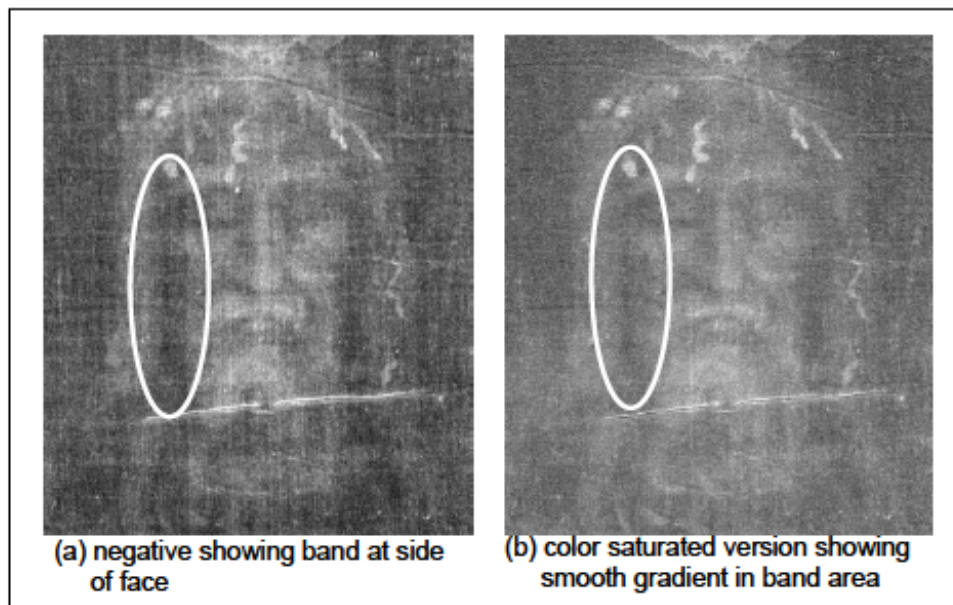 (a) negative showing band at side
of face
(b) color saturated version showing
smooth gradient in band area